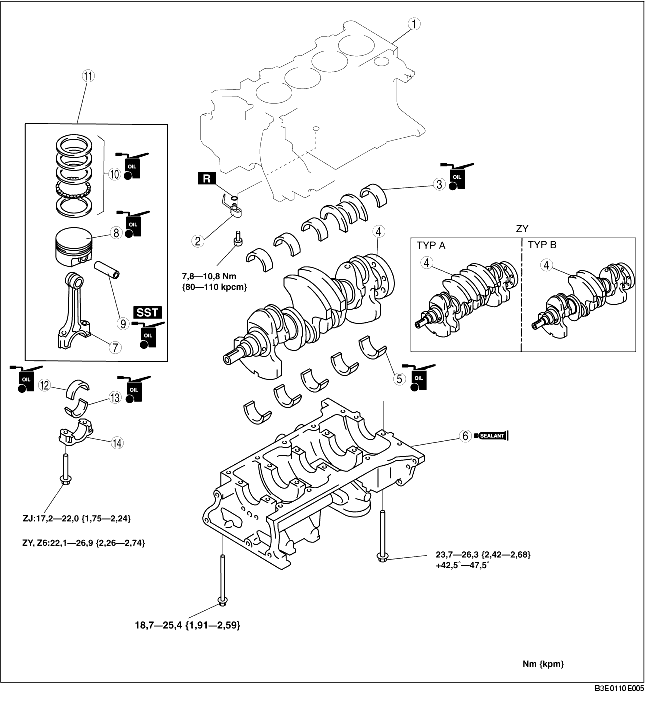 1
11
OIL
10
R
3
OIL
2
OIL
8
4
ZY
TYP A
TYP B
4
4
7,8—10,8 Nm
{80—110 kpcm}
9
SST
OIL
7
OIL
12
OIL
13
5
OIL
14
6
SEALANT
ZJ:17,2—22,0 {1,75—2,24}
ZY, Z6:22,1—26,9 {2,26—2,74}
23,7—26,3 {2,42—2,68}
+42,5´—47,5´
18,7—25,4 {1,91—2,59}
Nm {kpm}
B3E0110E005